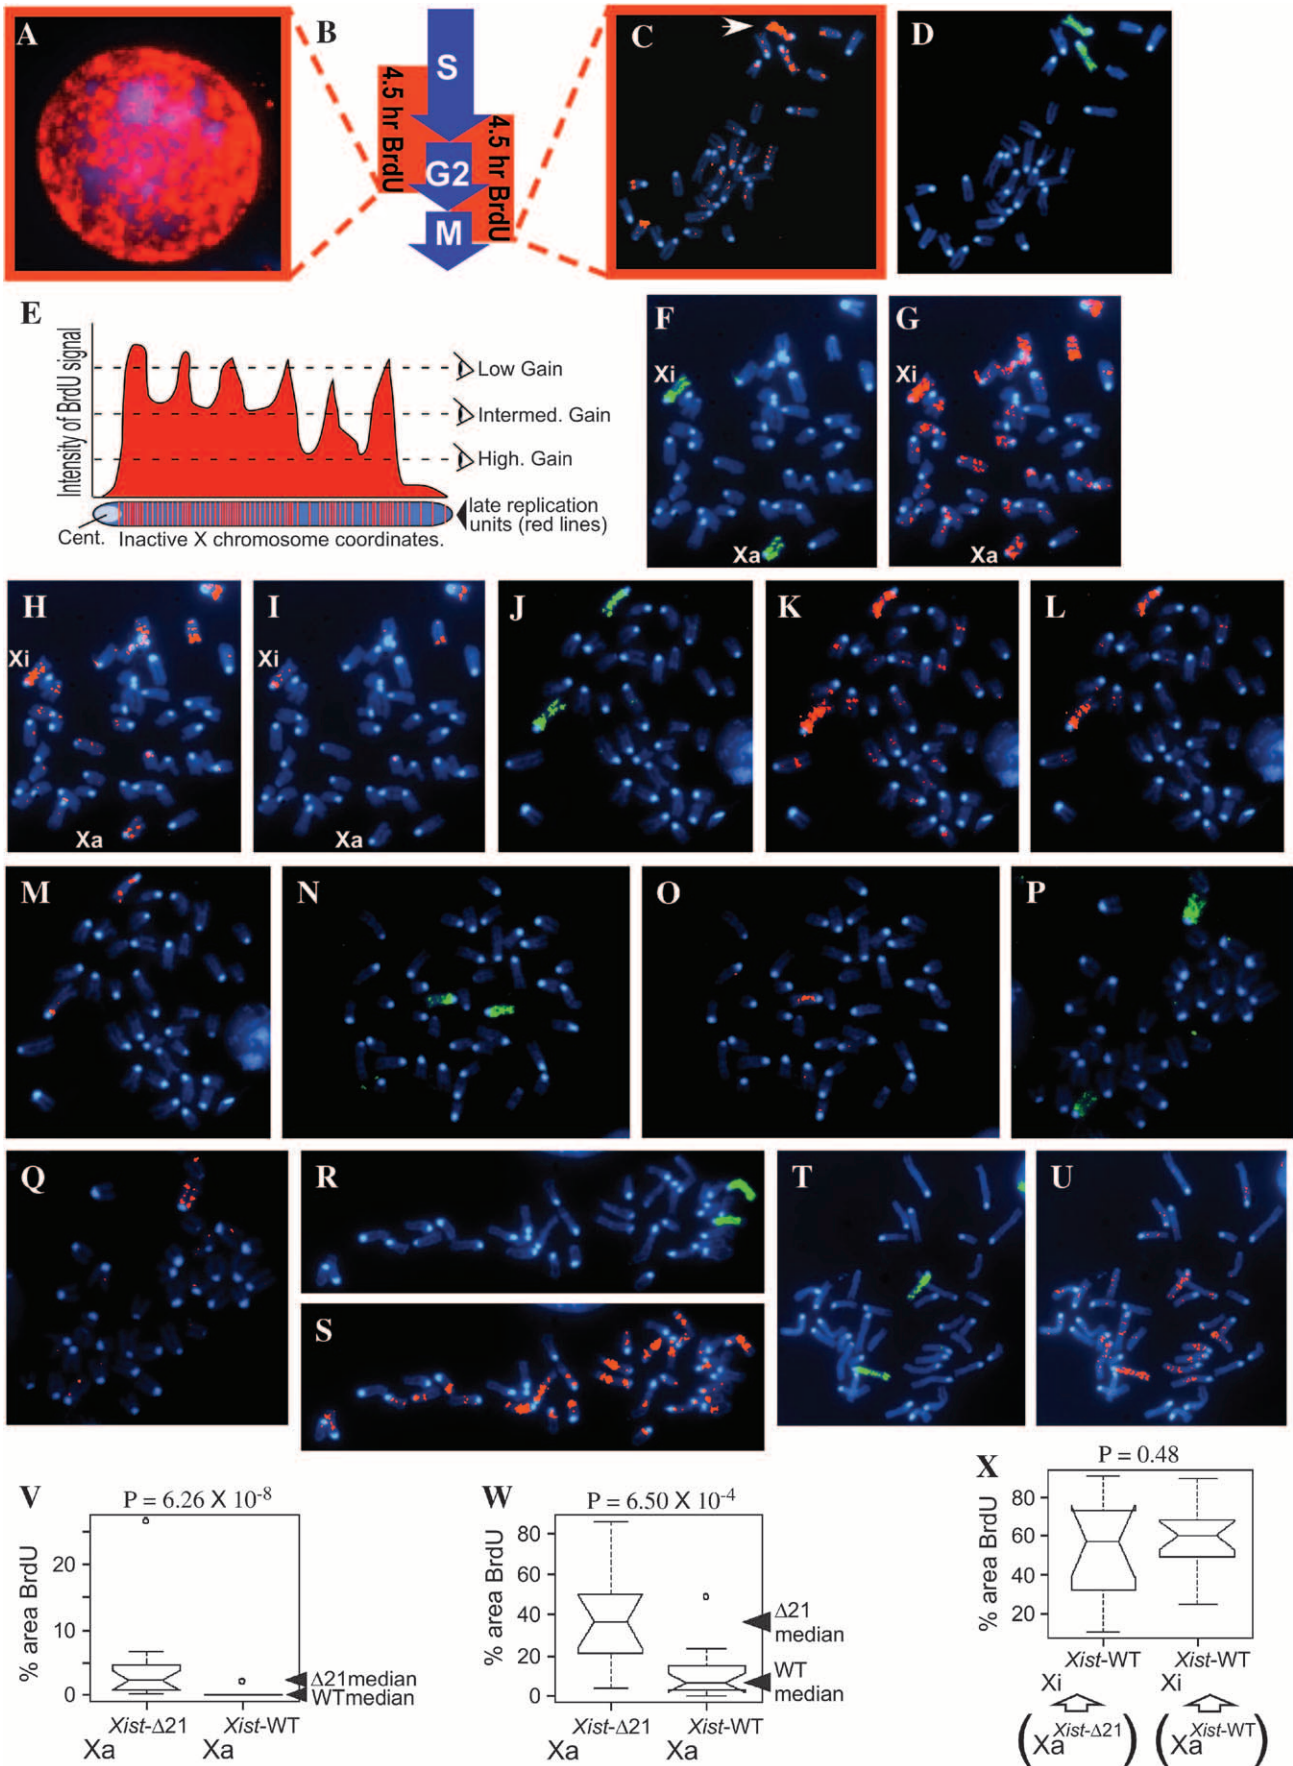 A
B
4.5 hr BrdU
S
G2
M
4.5 hr BrdU
C
D
E
Intensity of BrdU signal
Low Gain
Intermed. Gain
High. Gain
late replication
units (red lines)
Cent.
Inactive X chromosome coordinates.
F
Xi
Xa
G
Xi
Xa
H
Xi
Xa
I
Xi
Xa
J
K
L
M
N
O
P
Q
R
S
T
U
V
P = 6.26 X 10-8
% area BrdU
20
10
0
Δ21median
WTmedian
Xist-Δ21
Xist-WT
Xa
Xa
W
P = 6.50 X 10-4
% area BrdU
80
60
40
20
0
Δ21
median
WT
median
Xist-Δ21
Xist-WT
Xa
Xa
X
P = 0.48
% area BrdU
80
60
40
20
Xist-WT
Xist-WT
Xi
Xi
(XaXist-Δ21)
(XaXist-WT)